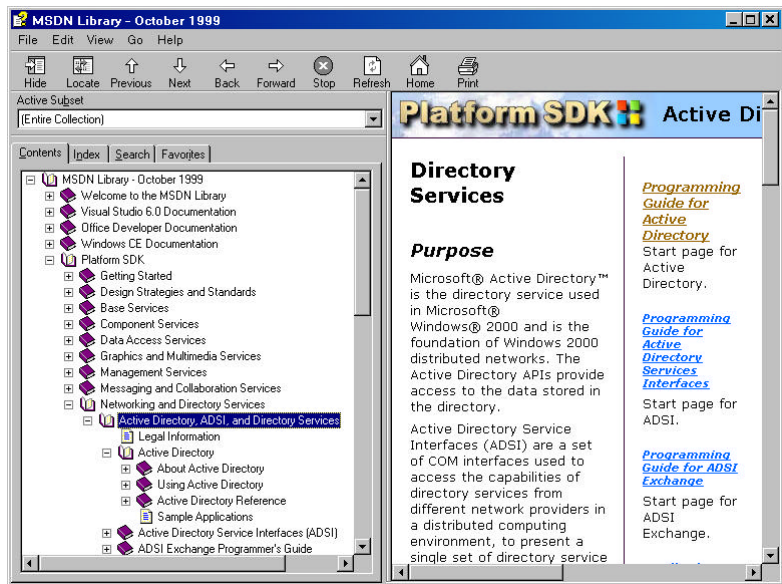 MSDN Library - October 1999
File Edit View Go Help
Hide Locate Previous Next Back Forward Stop Refresh Home Print
Active Subset
(Entire Collection)
Contents Index Search Favorites
MSDN Library - October 1999
Welcome to the MSDN Library
Visual Studio 6.0 Documentation
Office Developer Documentation
Windows CE Documentation
Platform SDK
Getting Started
Design Strategies and Standards
Base Services
Component Services
Data Access Services
Graphics and Multimedia Services
Management Services
Messaging and Collaboration Services
Networking and Directory Services
Active Directory, ADSI, and Directory Services
Legal Information
Active Directory
About Active Directory
Using Active Directory
Active Directory Reference
Sample Applications
Active Directory Service Interfaces (ADSI)
ADSI Exchange Programmer's Guide
Platform SDK Active Di
Directory
Services
Purpose
Microsoft® Active Directory™
is the directory service used
in Microsoft®
Windows® 2000 and is the
foundation of Windows 2000
distributed networks. The
Active Directory APIs provide
access to the data stored in
the directory.
Active Directory Service
Interfaces (ADSI) are a set
of COM interfaces used to
access the capabilities of
directory services from
different network providers in
a distributed computing
environment, to present a
single set of directory service
Programming
Guide for
Active
Directory
Start page for
Active
Directory.
Programming
Guide for
Active
Directory
Services
Interfaces
Start page for
ADSI.
Programming
Guide for ADSI
Exchange
Start page for
ADSI
Exchange.